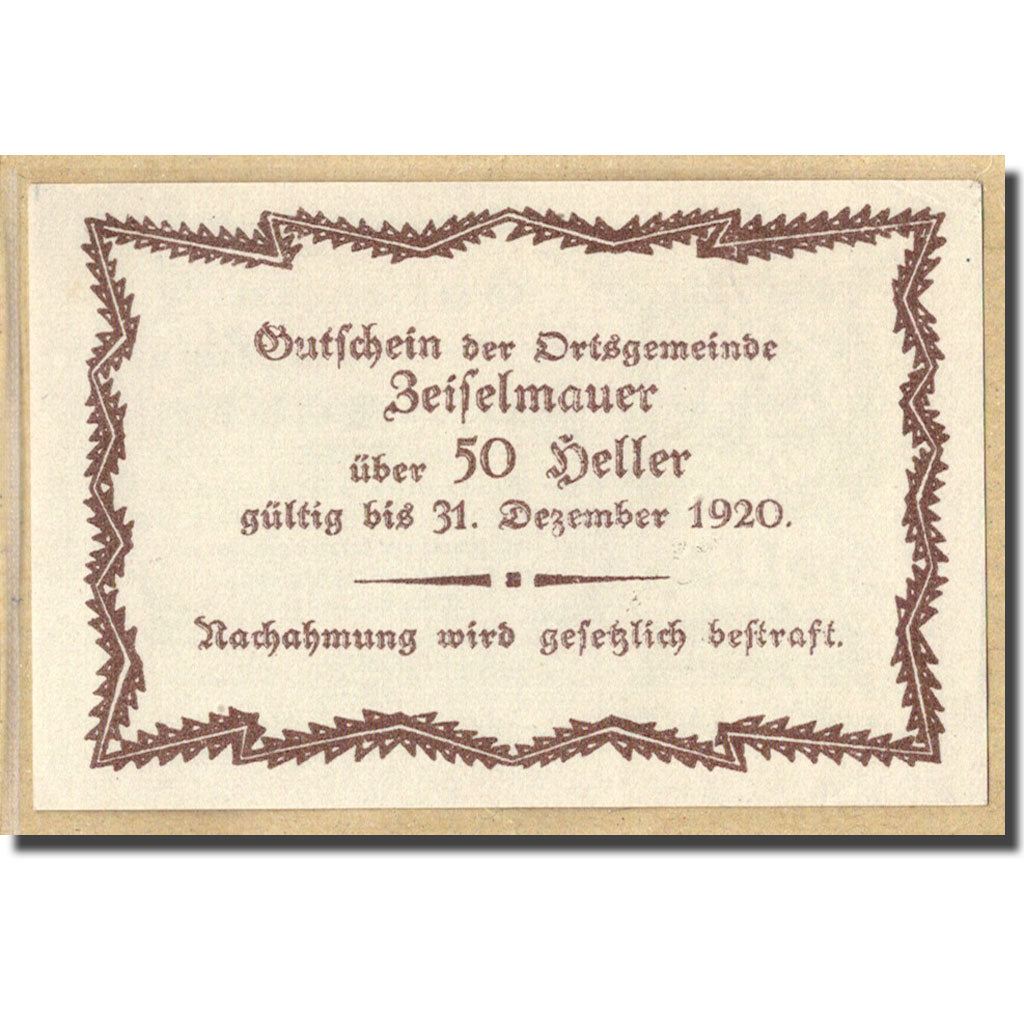 Gutschein der Ortsgemeinde
Zeiselmauer
über 50 Heller
gültig bis 31. Dezember 1920.
Nachahmung wird gesetzlich bestraft.